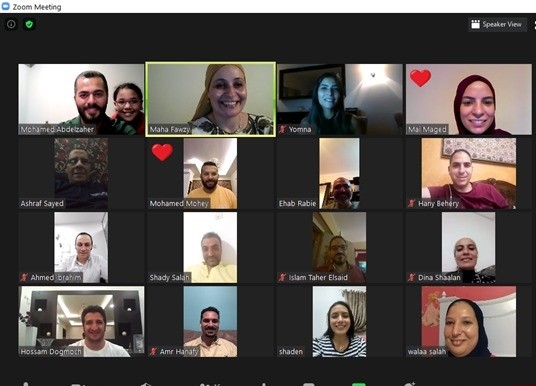 Zoom Meeting
Speaker View
Mohamed Abdelzaher
Maha Fawzy
Yomna
Mai Maged
Ashraf Sayed
Mohamed Mohey
Ehab Rabie
Hany Behery
Ahmed Ibrahim
Shady Salah
Islam Taher Elsaid
Dina Shaalan
Hossam Dogmoch
Amr Hanafy
shaden
walaa salah